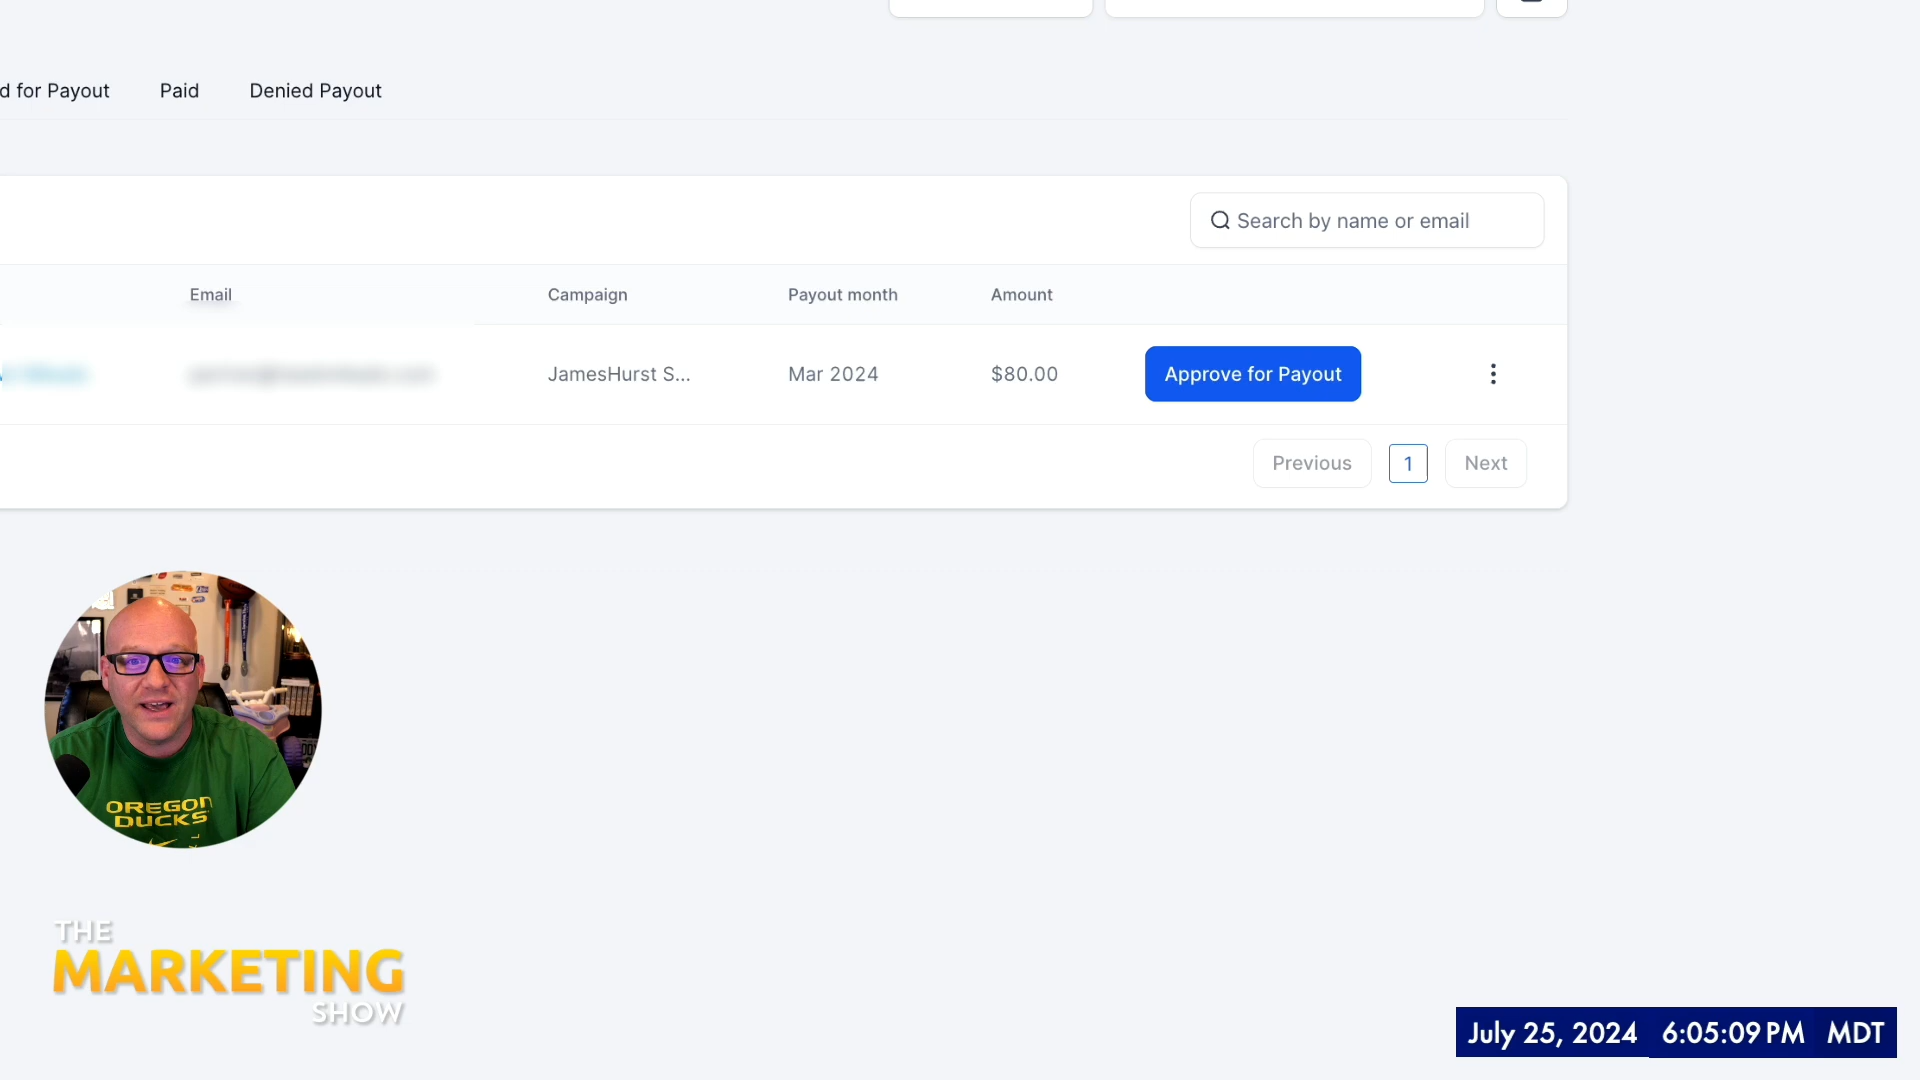 d for Payout Paid Denied Payout
Search by name or email
Email Campaign Payout month Amount
JamesHurst S... Mar 2024 $80.00 Approve for Payout
Previous 1 Next
OREGON
DUCKS
THE
MARKETING
SHOW
July 25, 2024 6:05:09 PM MDT